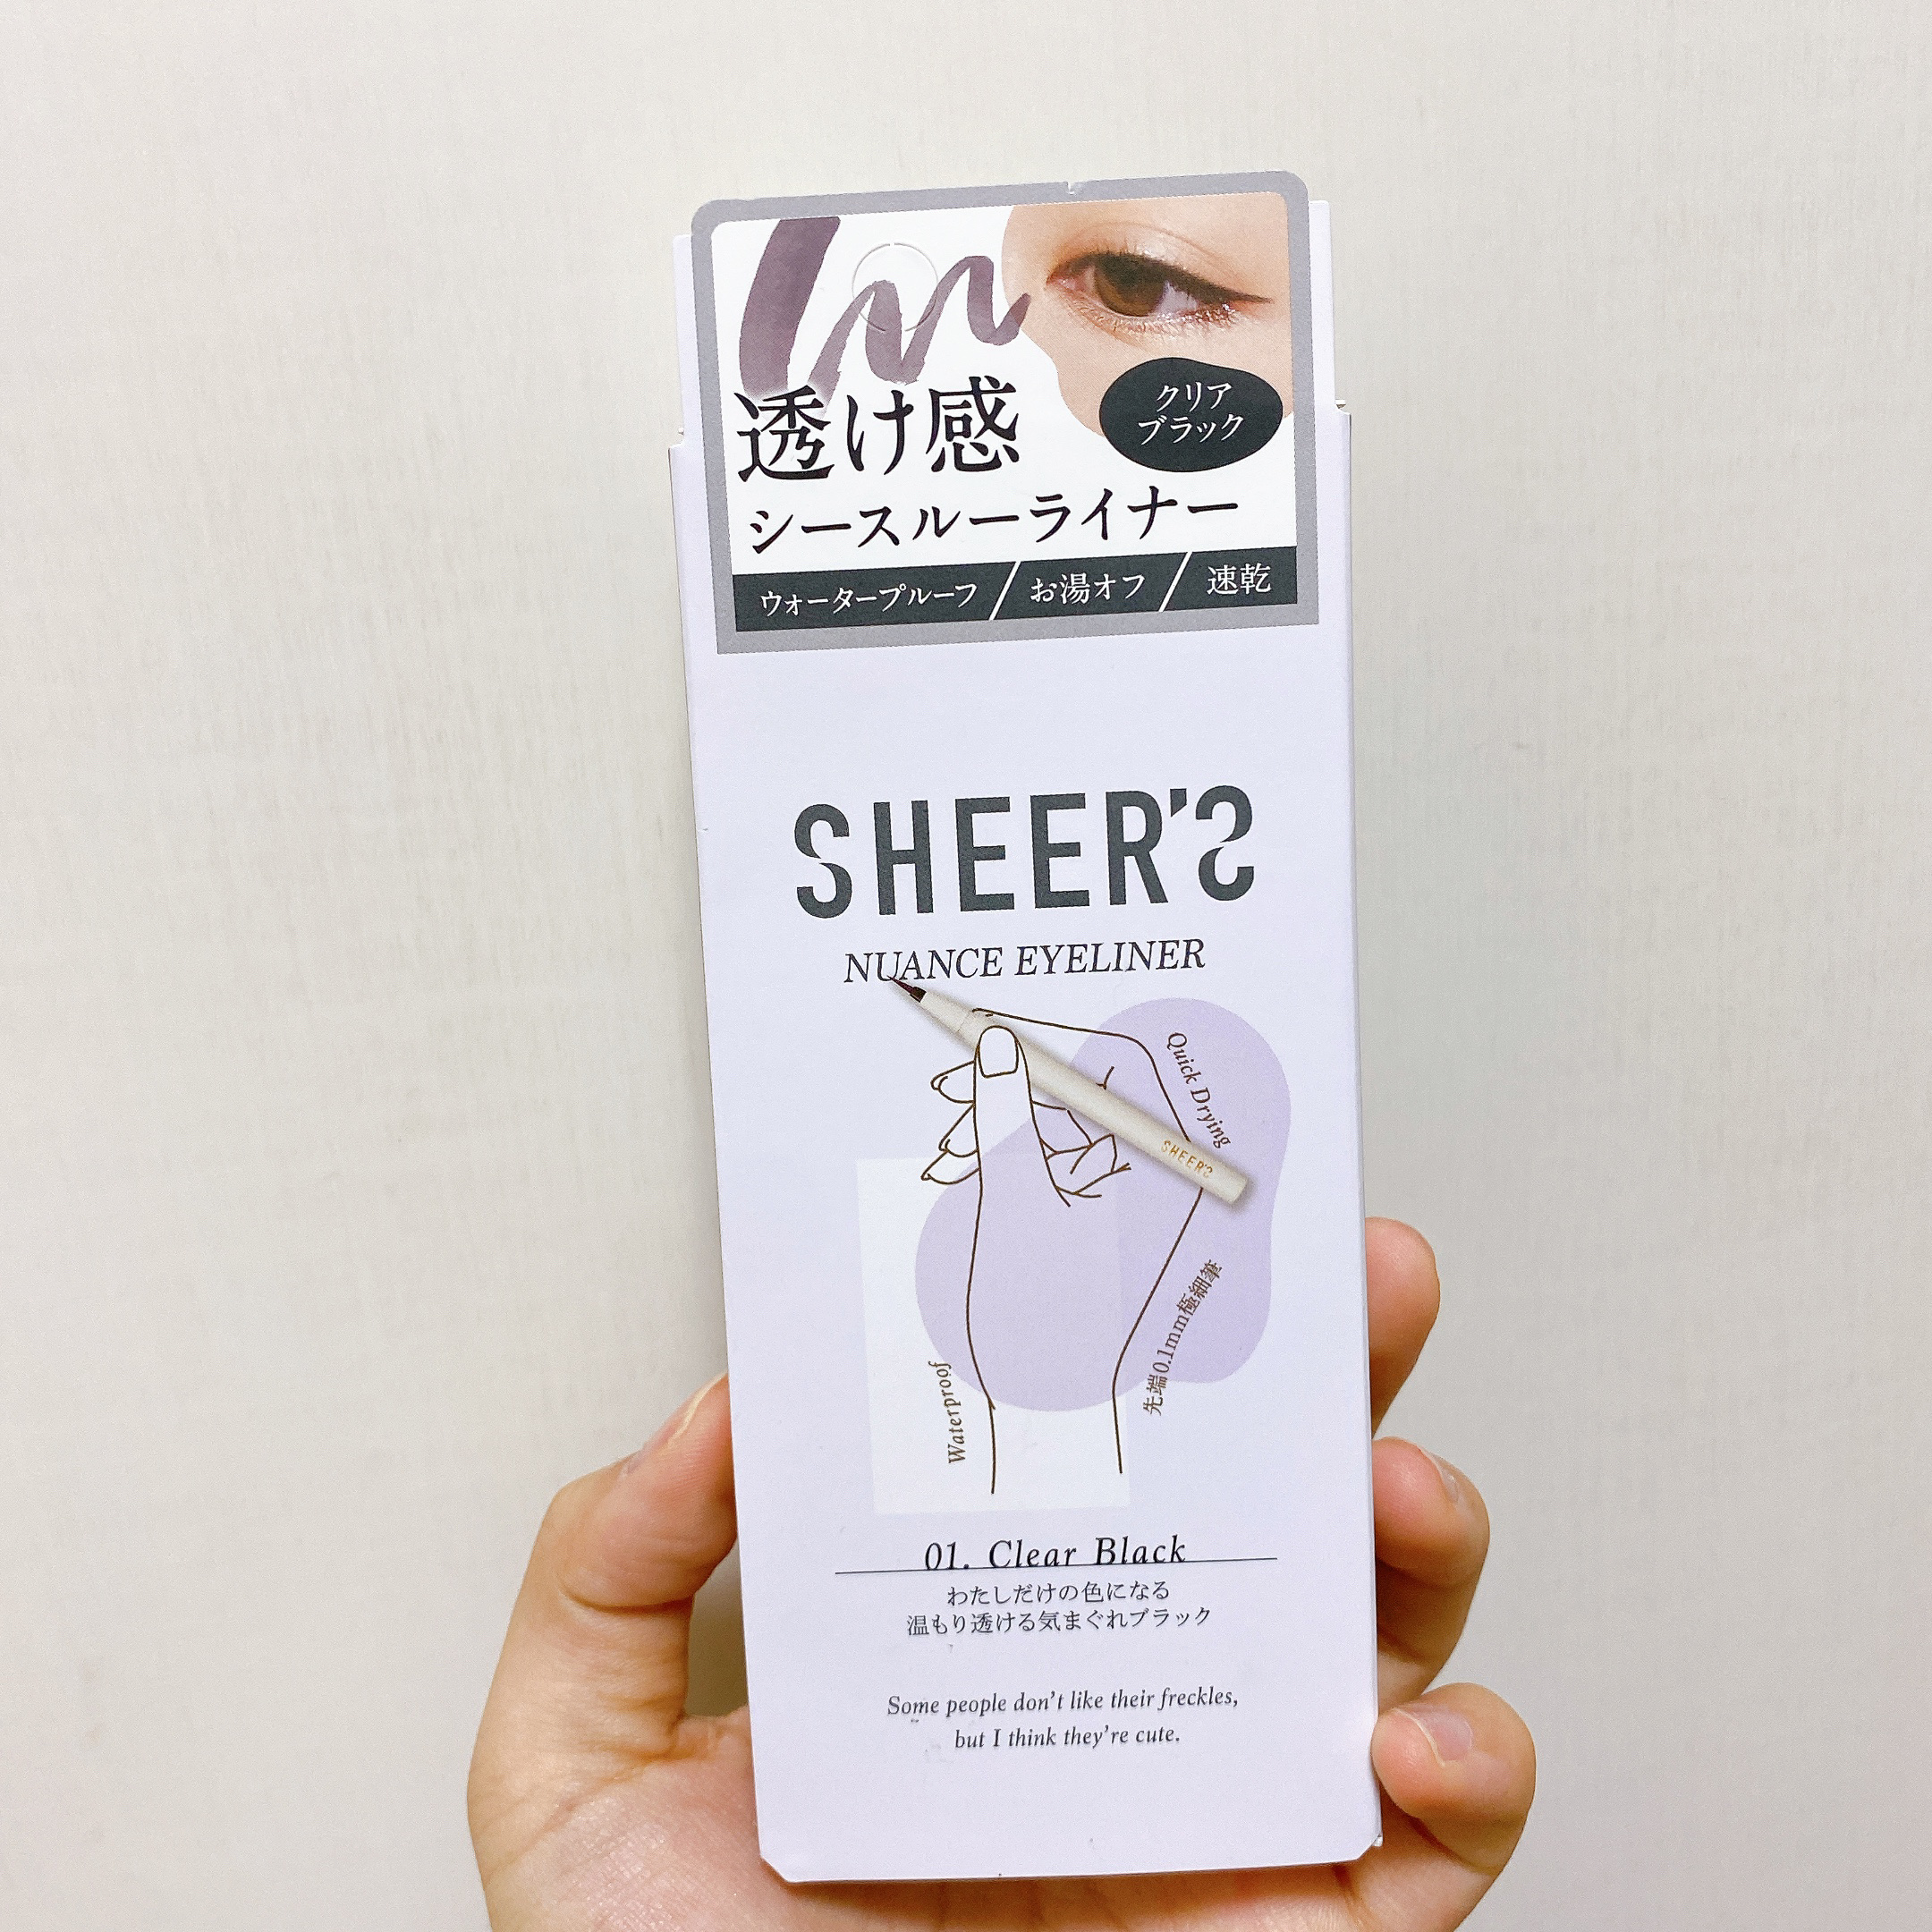 透け感
クリア
ブラック
シースルーライナー
ウォータープルーフ/お湯オフ/速乾
SHEER'S
NUANCE EYELINER
Quick Drying
SHEER'S
先端0.1mm極細筆
Waterproof
01. Clear Black
わたしだけの色になる
温もり透ける気まぐれブラック
Some people don't like their freckles,
but I think they're cute.